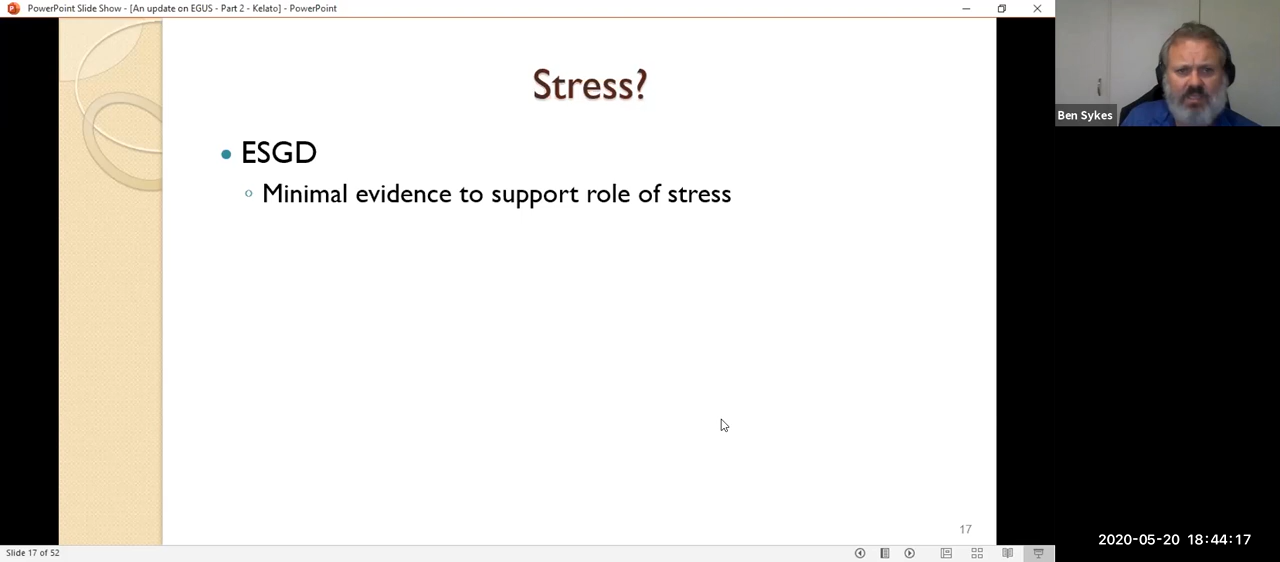 PowerPoint Slide Show - [An update on EGUS - Part 2 - Kelato] - PowerPoint
Stress?
Ben Sykes
ESGD
Minimal evidence to support role of stress
17
2020-05-20 18:44:17
Slide 17 of 52